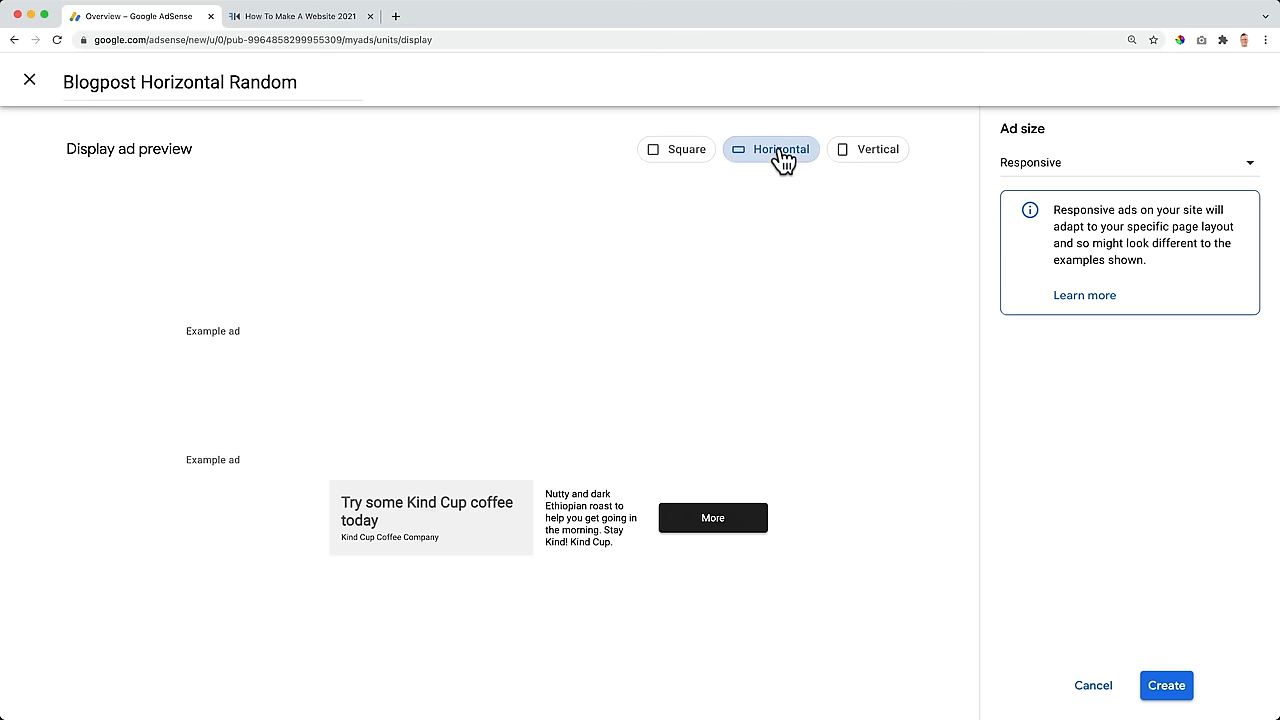 Overview – Google AdSense
How To Make A Website 2021
google.com/adsense/new/u/0/pub-9964858299955309/myads/units/display
Blogpost Horizontal Random
Display ad preview
Square
Horizontal
Vertical
Example ad
Example ad
Try some Kind Cup coffee
today
Kind Cup Coffee Company
Nutty and dark
Ethiopian roast to
help you get going in
the morning. Stay
Kind! Kind Cup.
More
Ad size
Responsive
Responsive ads on your site will
adapt to your specific page layout
and so might look different to the
examples shown.
Learn more
Cancel
Create